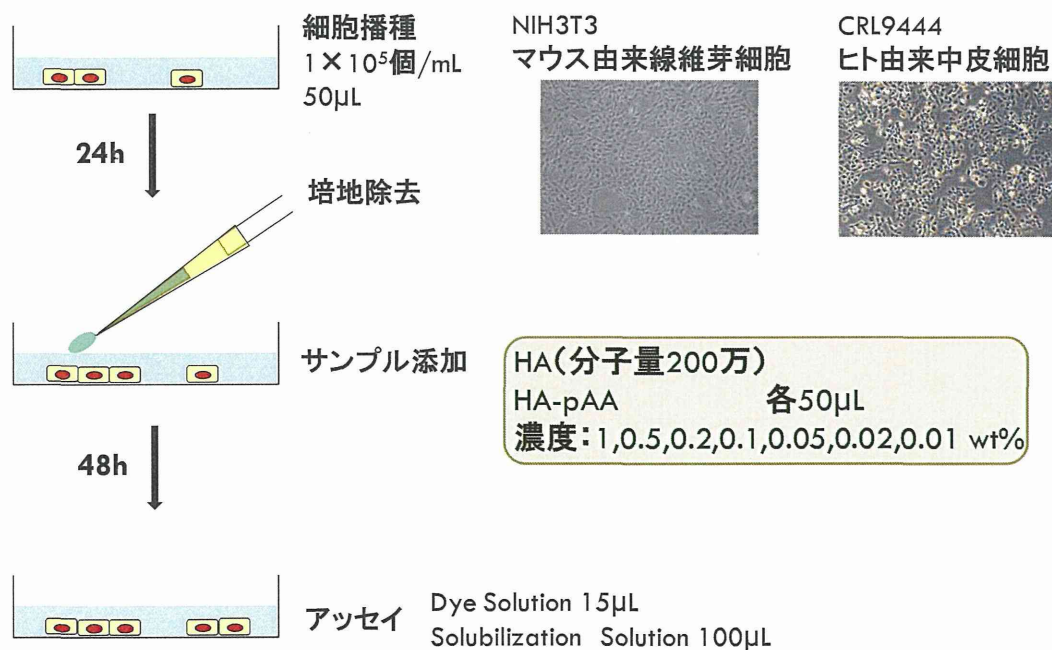 細胞播種
1×10⁵個/mL
50μL
NIH3T3
マウス由来線維芽細胞
CRL9444
ヒト由来中皮細胞
24h
培地除去
サンプル添加
HA(分子量200万)
HA-pAA 各50μL
濃度:1,0.5,0.2,0.1,0.05,0.02,0.01 wt%
48h
アッセイ
Dye Solution 15μL
Solubilization Solution 100μL